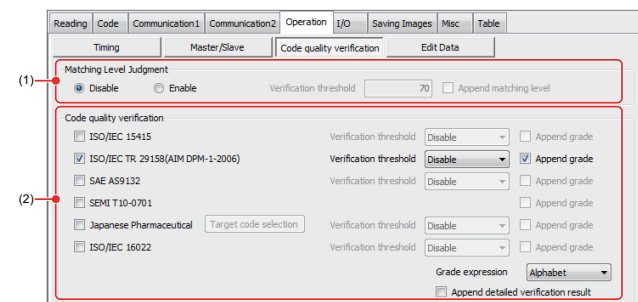 Reading Code Communication1 Communication2 Operation I/O Saving Images Misc Table
Timing Master/Slave Code quality verification Edit Data
Matching Level Judgment
(1)
Disable Enable Verification threshold 70 Append matching level
Code quality verification
ISO/IEC 15415 Verification threshold Disable Append grade
ISO/IEC TR 29158(AIM DPM-1-2006) Verification threshold Disable Append grade
SAE AS9132 Verification threshold Disable Append grade
(2)
SEMI T10-0701 Append grade
Japanese Pharmaceutical Target code selection Verification threshold Disable Append grade
ISO/IEC 16022 Verification threshold Disable Append grade
Grade expression Alphabet
Append detailed verification result